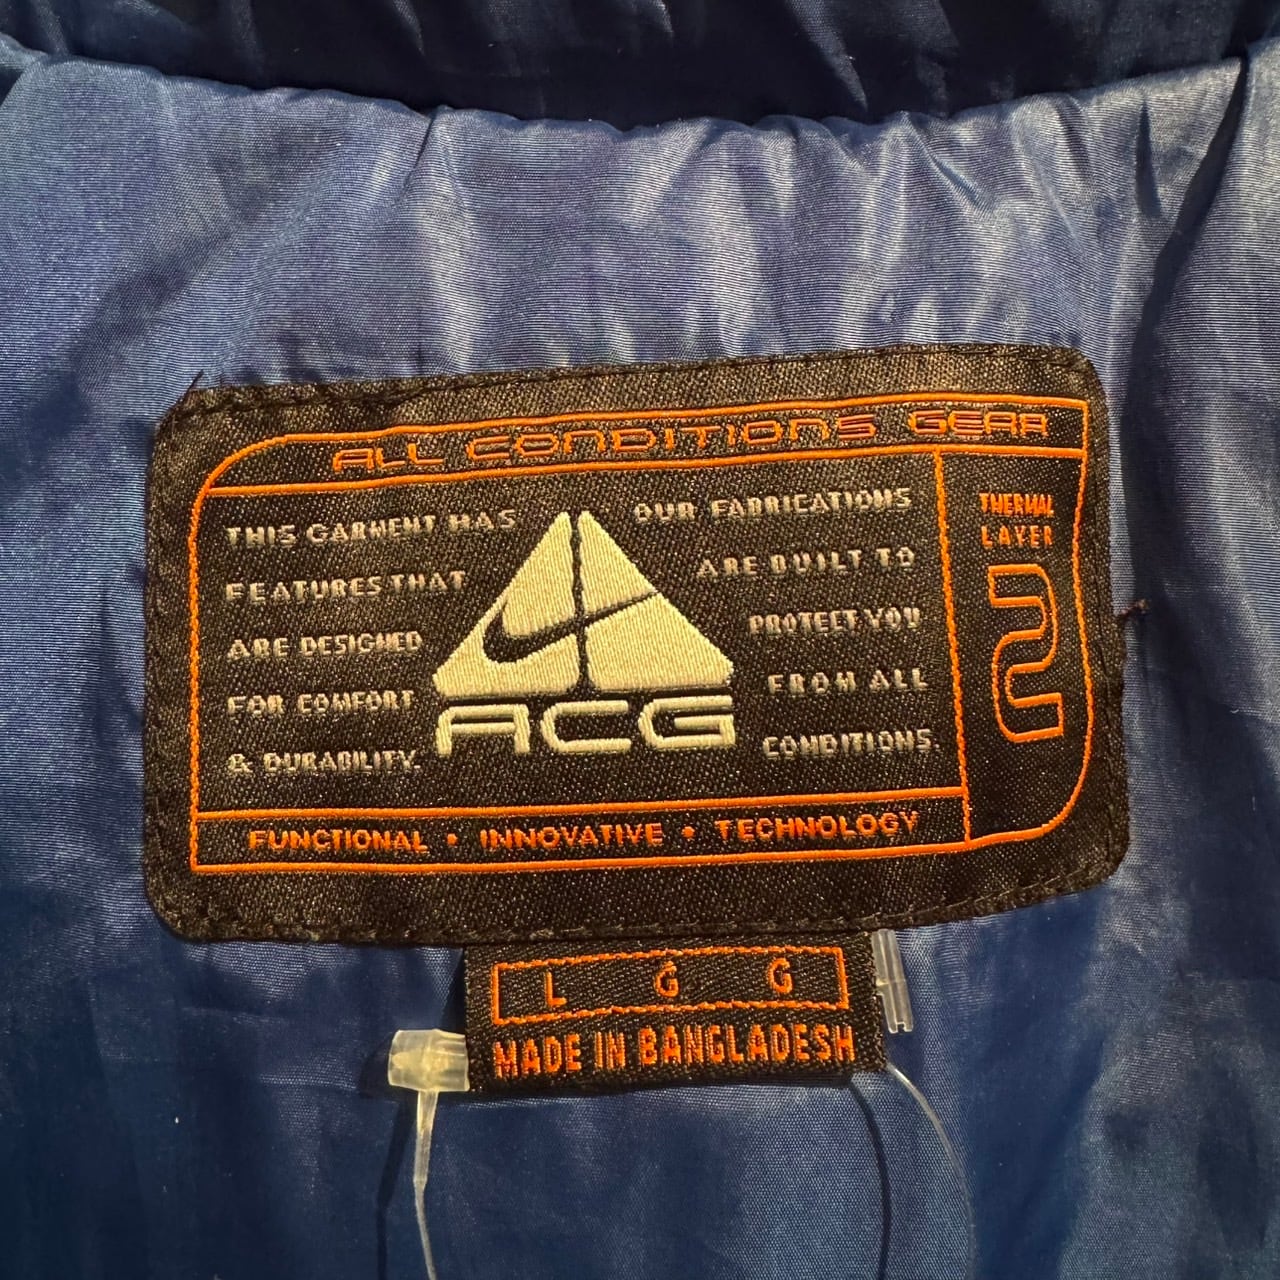 ALL CONDITIONS GEAR
THIS GARMENT HAS
FEATURES THAT
ARE DESIGNED
FOR COMFORT
& DURABILITY.
ACG
OUR FABRICATIONS
ARE BUILT TO
PROTECT YOU
FROM ALL
CONDITIONS.
THERMAL
LAYER
2
FUNCTIONAL • INNOVATIVE • TECHNOLOGY
L G G
MADE IN BANGLADESH